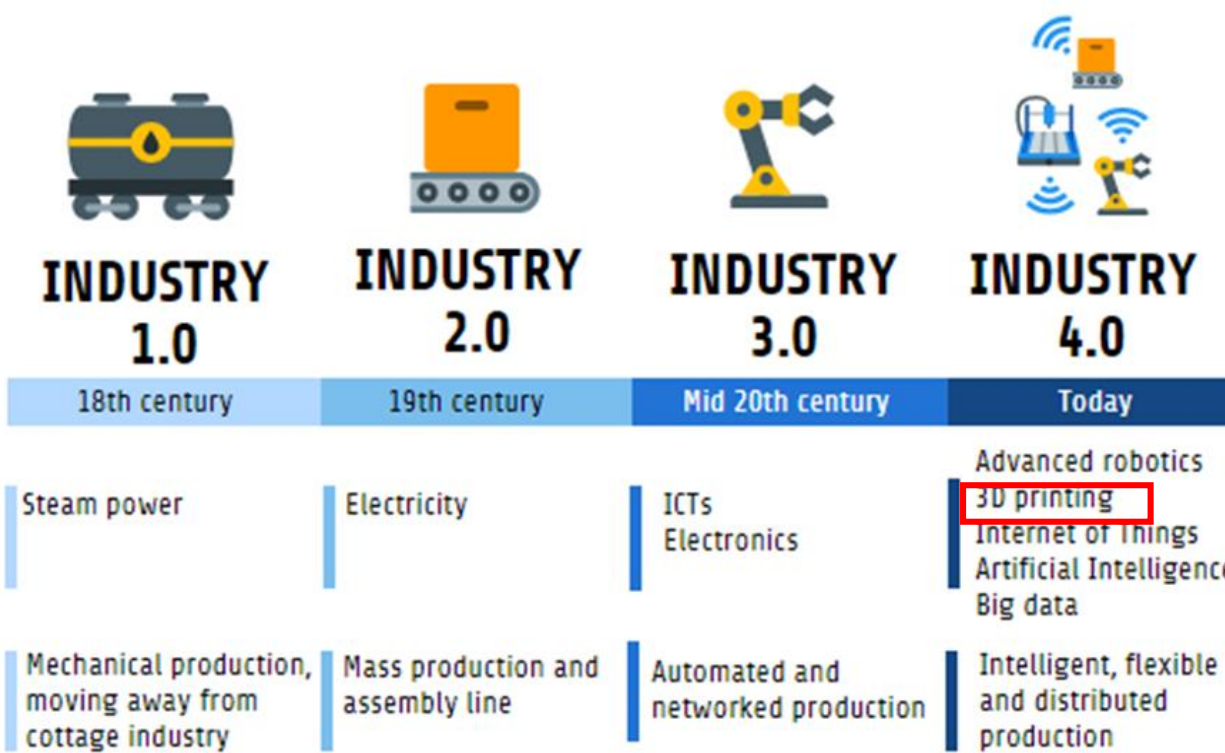 INDUSTRY
1.0
INDUSTRY
2.0
INDUSTRY
3.0
INDUSTRY
4.0
18th century
19th century
Mid 20th century
Today
Steam power
Electricity
ICTs
Electronics
Advanced robotics
3D printing
Internet of Things
Artificial Intelligence
Big data
Mechanical production,
moving away from
cottage industry
Mass production and
assembly line
Automated and
networked production
Intelligent, flexible
and distributed
production